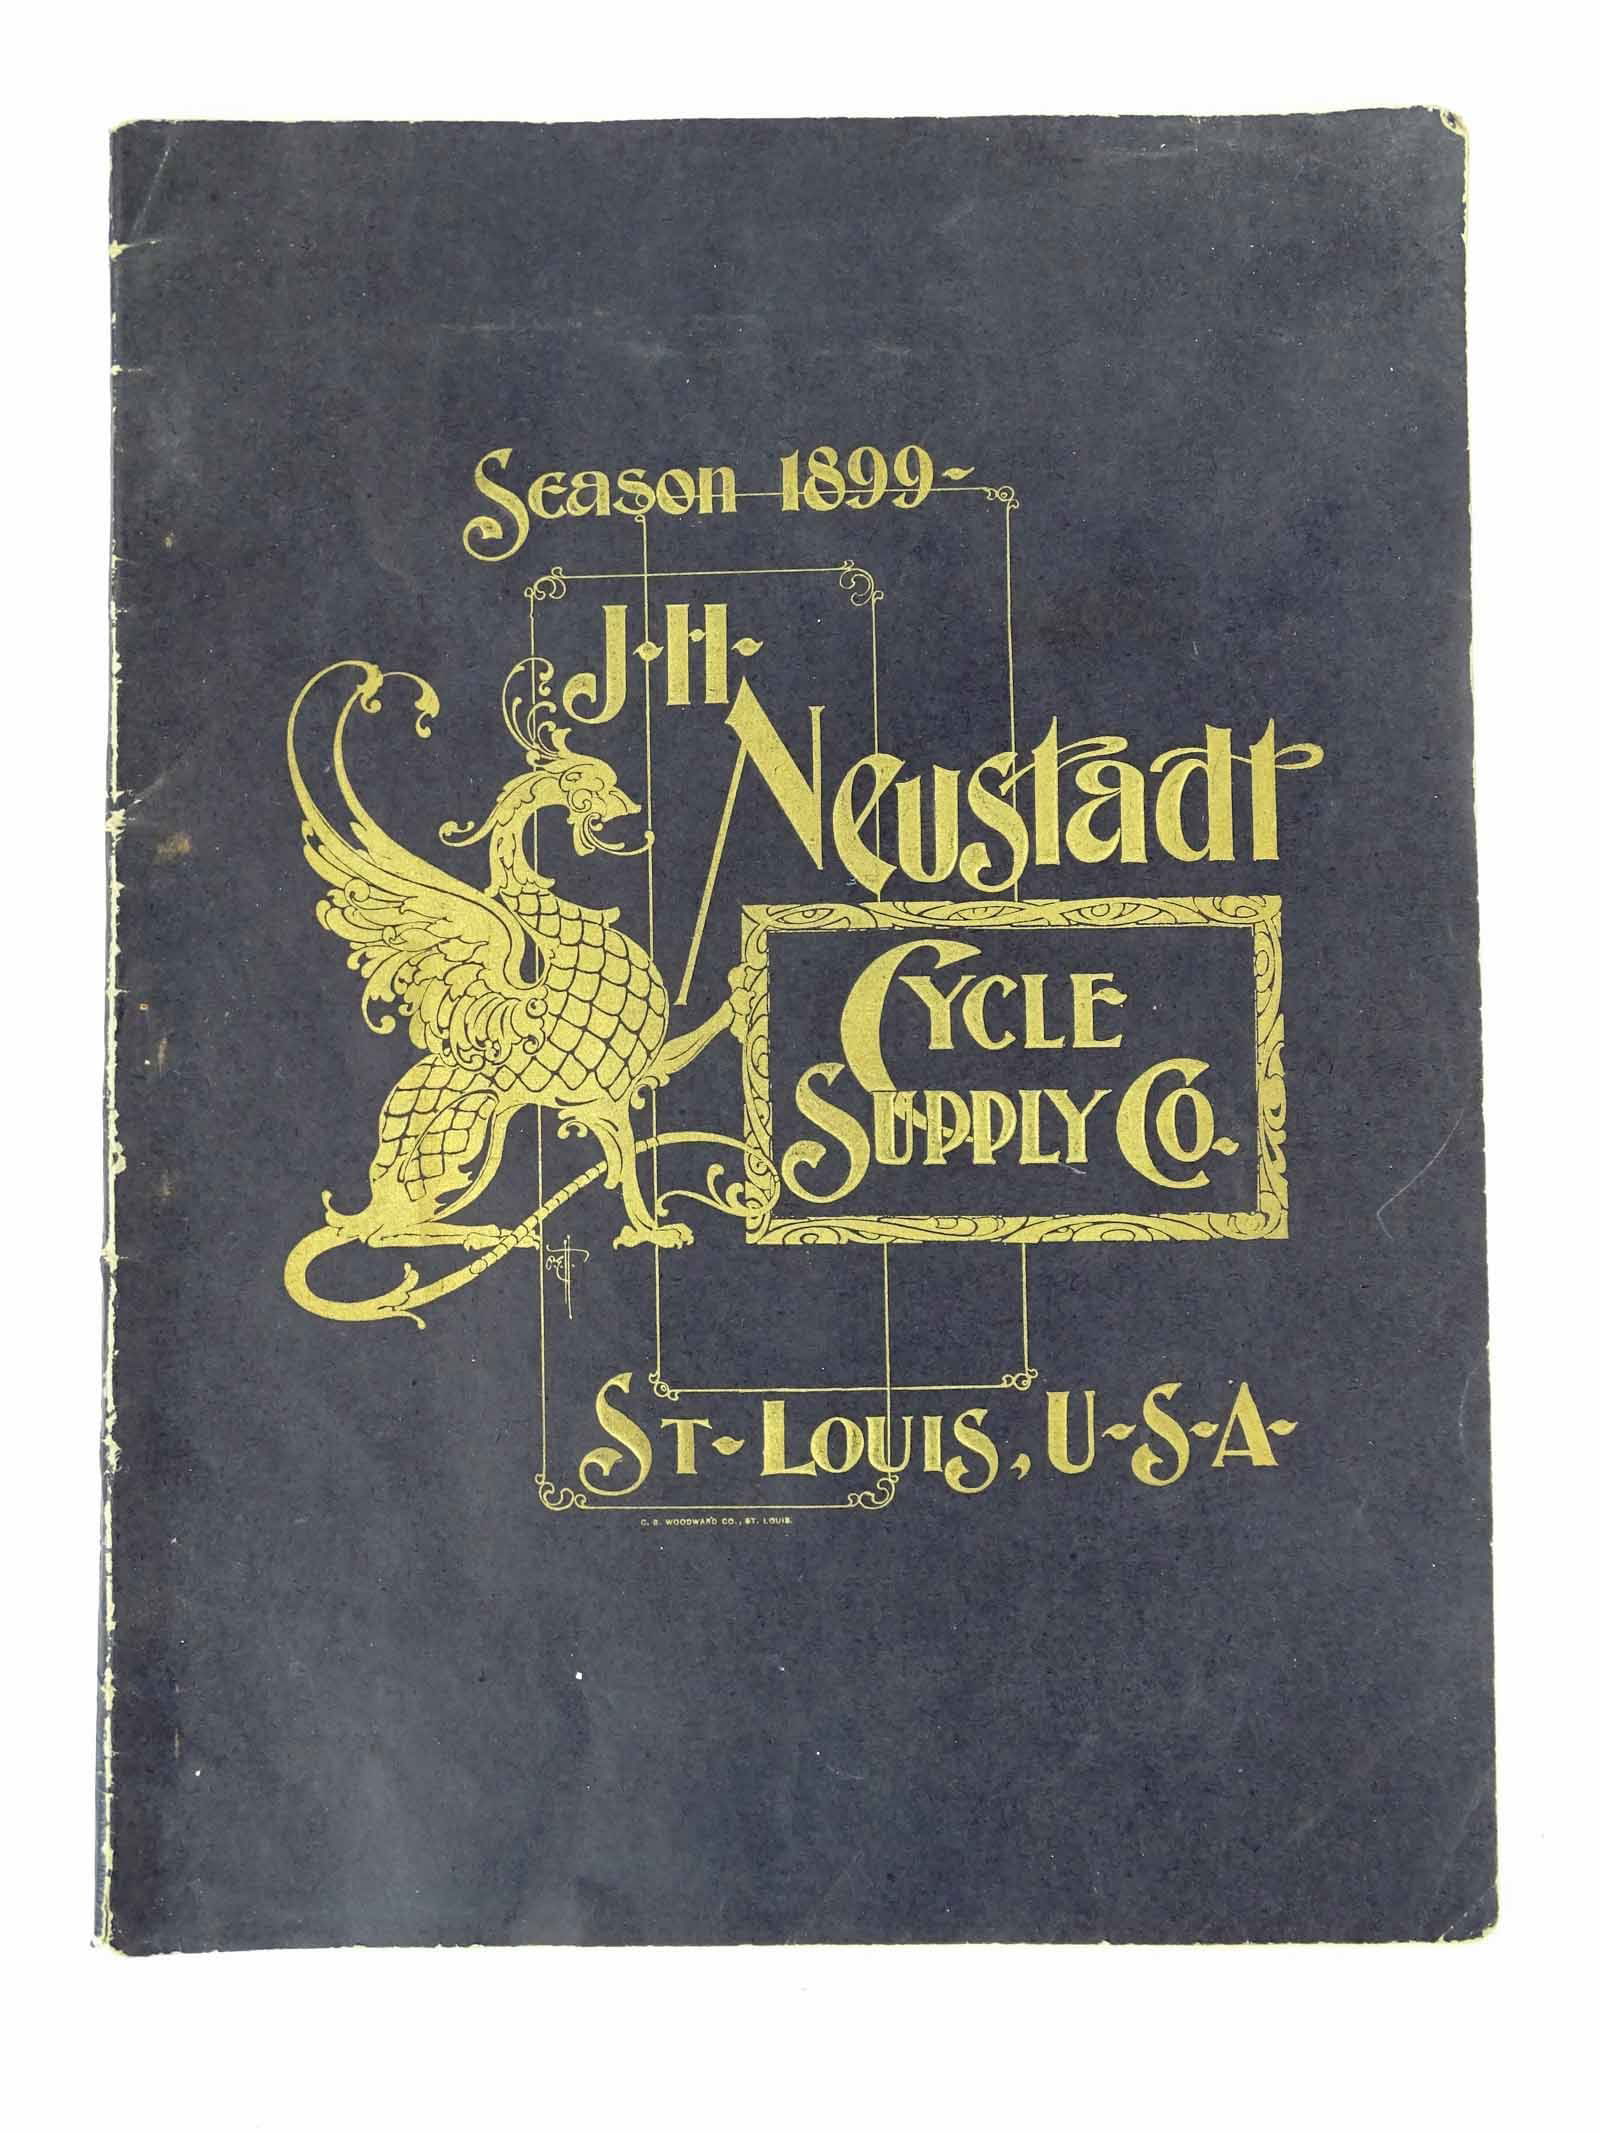 Season 1899-
J-H-
Neustadt
Cycle
Supply Co.
St-Louis, U-S-A-
C. B. WOODWARD CO., ST. LOUIS.